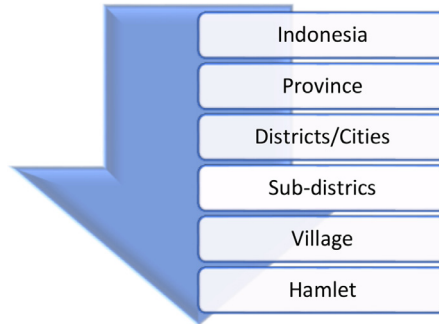 Indonesia
Province
Districts/Cities
Sub-districs
Village
Hamlet